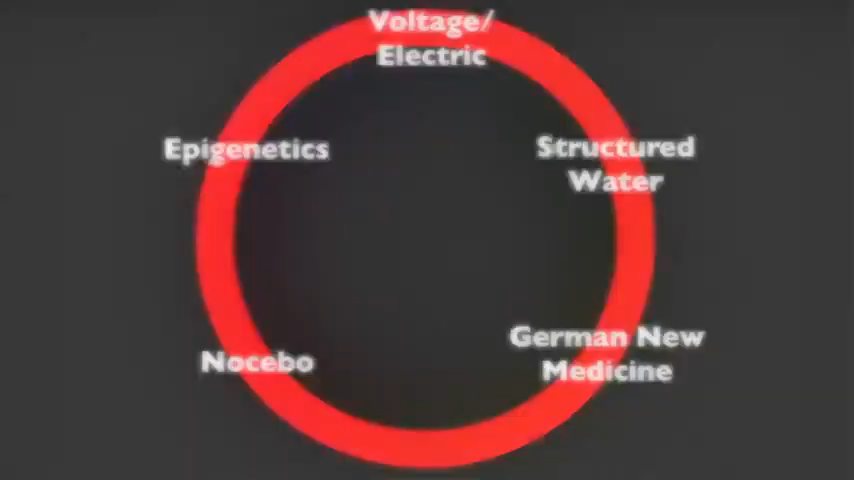 Voltage/
Electric
Epigenetics
Structured
Water
German New
Medicine
Nocebo